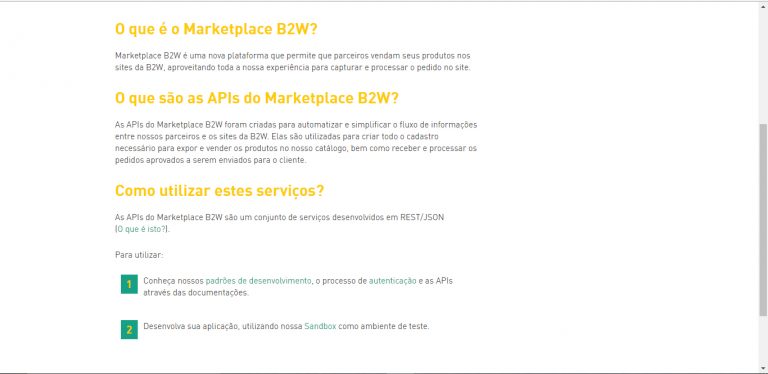 O que é o Marketplace B2W?
Marketplace B2W é uma nova plataforma que permite que parceiros vendam seus produtos nos
sites da B2W, aproveitando toda a nossa experiência para capturar e processar o pedido no site.
O que são as APIs do Marketplace B2W?
As APIs do Marketplace B2W foram criadas para automatizar e simplificar o fluxo de informações
entre nossos parceiros e os sites da B2W. Elas são utilizadas para criar todo o cadastro
necessário para expor e vender os produtos no nosso catálogo, bem como receber e processar os
pedidos aprovados a serem enviados para o cliente.
Como utilizar estes serviços?
As APIs do Marketplace B2W são um conjunto de serviços desenvolvidos em REST/JSON
(O que é isto?).
Para utilizar:
1 Conheça nossos padrões de desenvolvimento, o processo de autenticação e as APIs
através das documentações.
2 Desenvolva sua aplicação, utilizando nossa Sandbox como ambiente de teste.